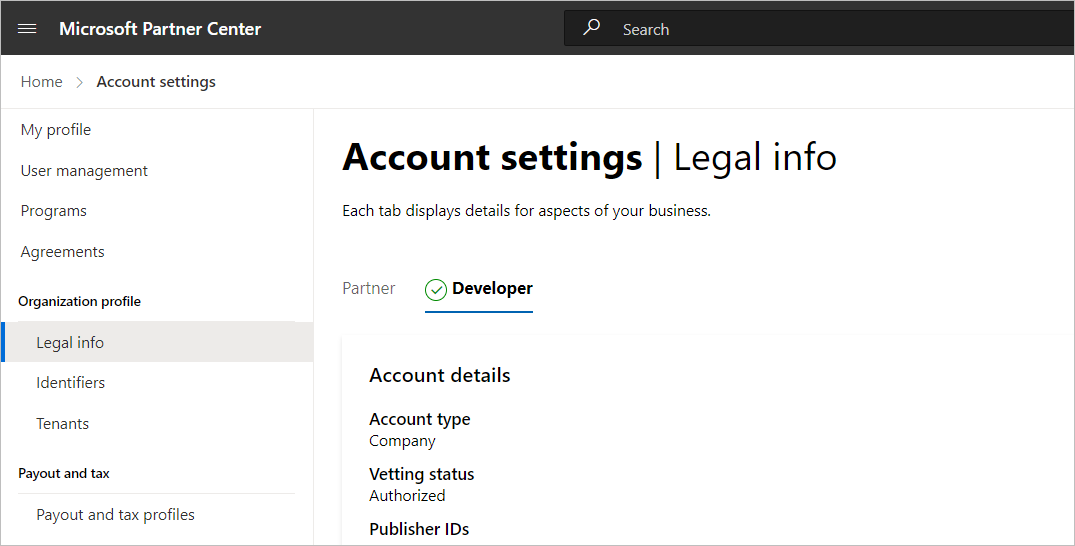 Microsoft Partner Center
Search
Home > Account settings
My profile
User management
Programs
Agreements
Organization profile
Legal info
Identifiers
Tenants
Payout and tax
Payout and tax profiles
Account settings | Legal info
Each tab displays details for aspects of your business.
Partner Developer
Account details
Account type
Company
Vetting status
Authorized
Publisher IDs